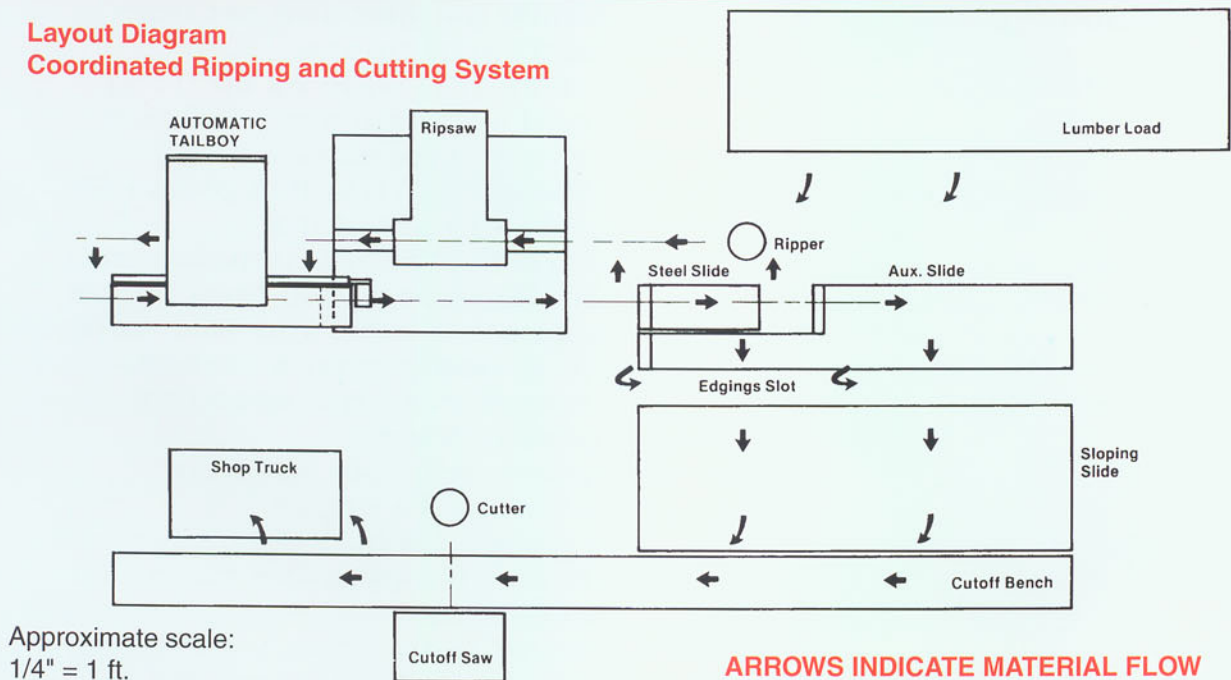 Layout Diagram
Coordinated Ripping and Cutting System
AUTOMATIC
TAILBOY
Ripsaw
Lumber Load
Ripper
Steel Slide
Aux. Slide
Edgings Slot
Shop Truck
Cutter
Sloping
Slide
Cutoff Bench
Cutoff Saw
Approximate scale:
1/4" = 1 ft.
ARROWS INDICATE MATERIAL FLOW